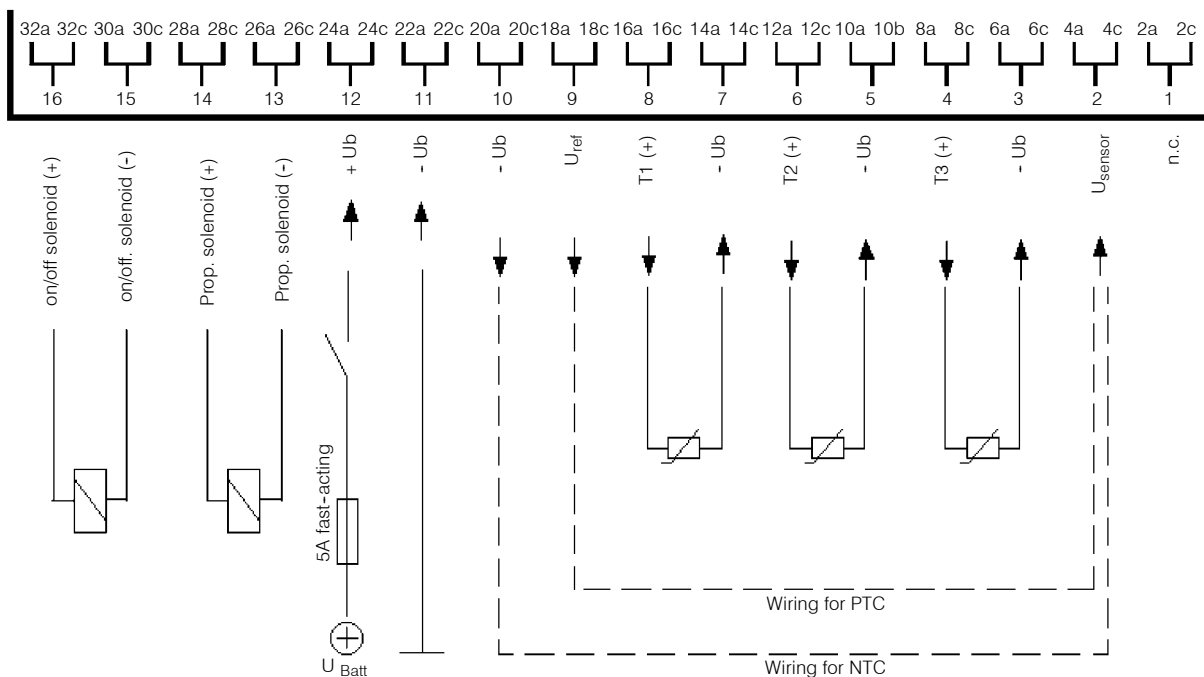 32a 32c 30a 30c 28a 28c 26a 26c 24a 24c 22a 22c 20a 20c 18a 18c 16a 16c 14a 14c 12a 12c 10a 10b 8a 8c 6a 6c 4a 4c 2a 2c
16 15 14 13 12 11 10 9 8 7 6 5 4 3 2 1
on/off solenoid (+)
on/off. solenoid (-)
Prop. solenoid (+)
Prop. solenoid (-)
+ Ub
- Ub
- Ub
Uref
T1 (+)
- Ub
T2 (+)
- Ub
T3 (+)
- Ub
Usensor
n.c.
5A fast-acting
U Batt
Wiring for PTC
Wiring for NTC